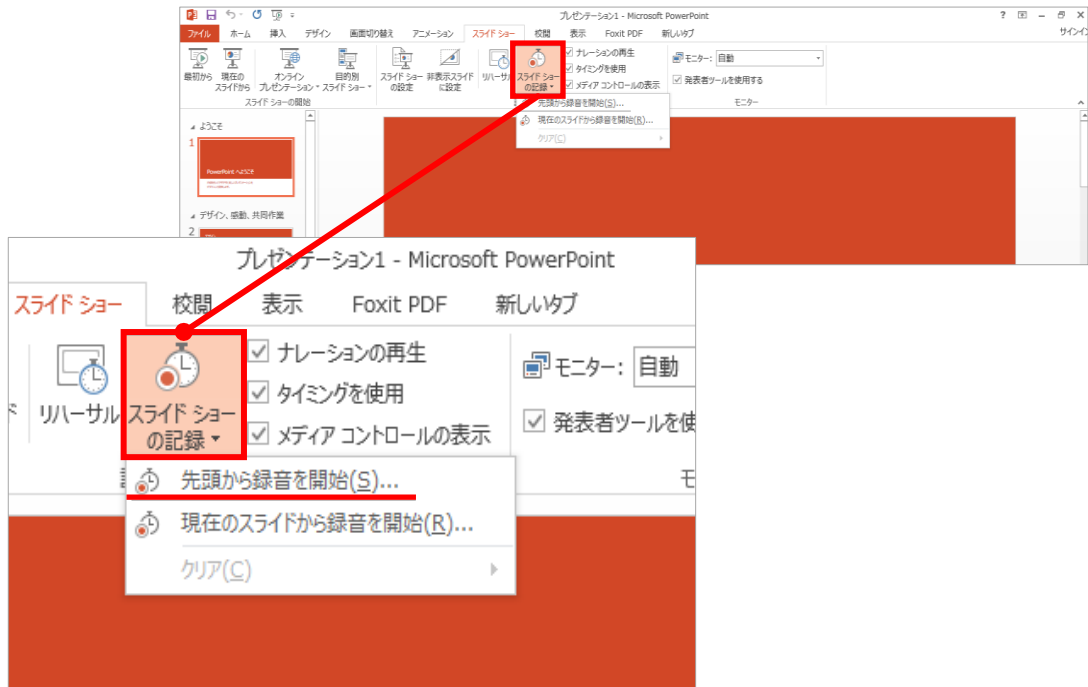 プレゼンテーション1 - Microsoft PowerPoint
ファイル ホーム 挿入 デザイン 画面切り替え アニメーション スライド ショー 校閲 表示 Foxit PDF 新しいタブ サインイン
最初から 現在のスライドから オンライン プレゼンテーション 目的別 スライド ショー スライド ショーの設定 非表示スライドに設定 リハーサル スライド ショーの記録
ナレーションの再生
タイミングを使用
メディア コントロールの表示
モニター: 自動
発表者ツールを使用する
スライド ショーの開始
モニター
先頭から録音を開始(S)...
現在のスライドから録音を開始(R)...
クリア(C)
ようこそ
1
PowerPoint へようこそ
デザイン、感動、共同作業
2
プレゼンテーション1 - Microsoft PowerPoint
スライド ショー 校閲 表示 Foxit PDF 新しいタブ
リハーサル
スライド ショー
の記録
ナレーションの再生
タイミングを使用
メディア コントロールの表示
モニター: 自動
発表者ツールを使
先頭から録音を開始(S)...
現在のスライドから録音を開始(R)...
クリア(C)